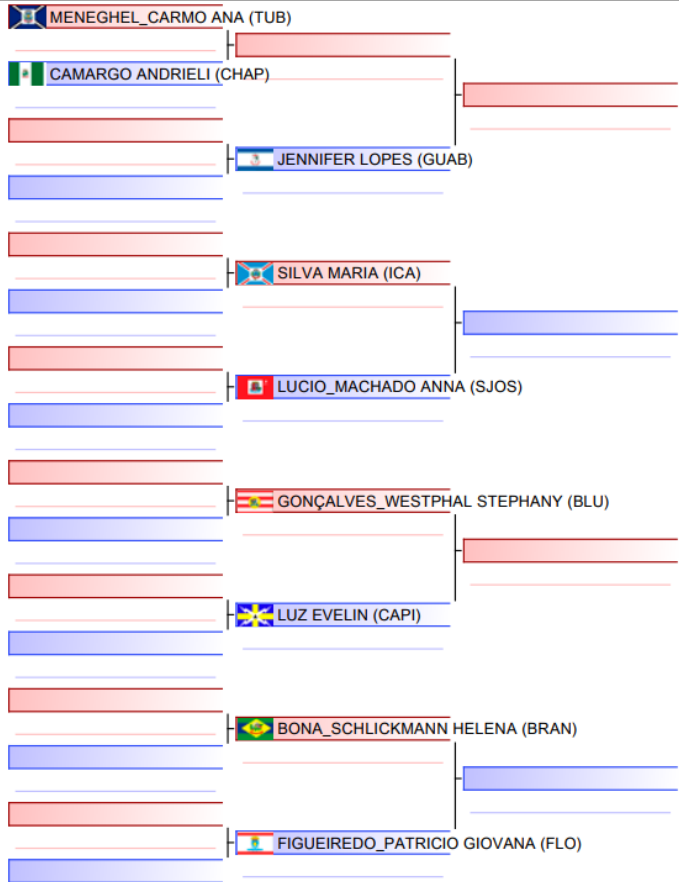 MENEGHEL_CARMO ANA (TUB)
CAMARGO ANDRIELI (CHAP)
JENNIFER LOPES (GUAB)
SILVA MARIA (ICA)
LUCIO_MACHADO ANNA (SJOS)
GONÇALVES_WESTPHAL STEPHANY (BLU)
LUZ EVELIN (CAPI)
BONA_SCHLICKMANN HELENA (BRAN)
FIGUEIREDO_PATRICIO GIOVANA (FLO)